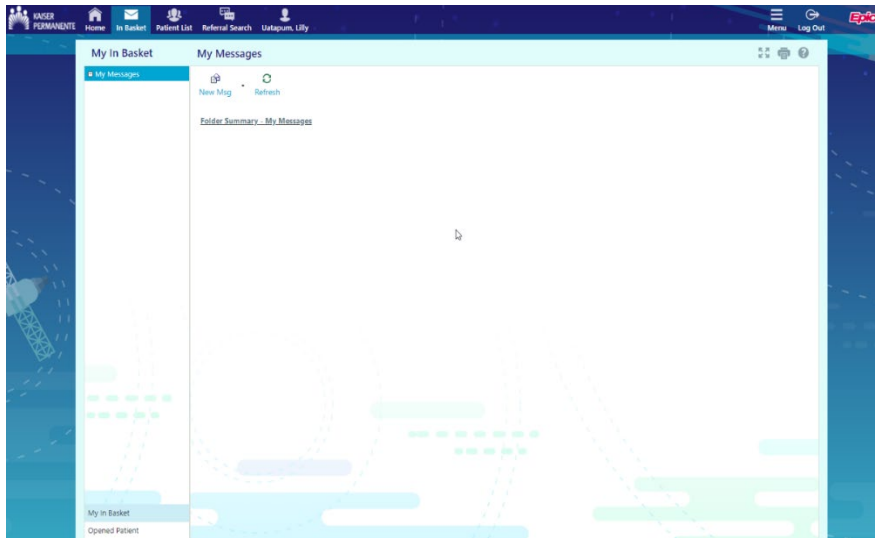 KAISER
PERMANENTE
Home
In Basket
Patient List
Referral Search
Uatapum, Lilly
Menu
Log Out
Epic
My In Basket
My Messages
My Messages
New Msg
Refresh
Folder Summary - My Messages
My In Basket
Opened Patient